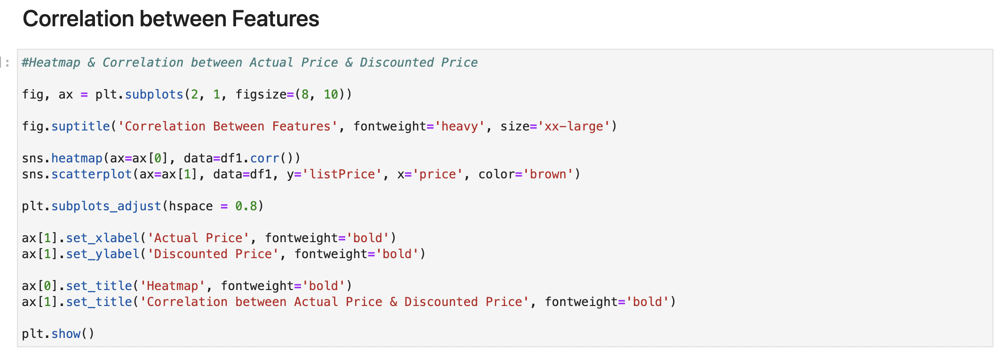 Correlation between Features
]:
#Heatmap & Correlation between Actual Price & Discounted Price
fig, ax = plt.subplots(2, 1, figsize=(8, 10))
fig.suptitle('Correlation Between Features', fontweight='heavy', size='xx-large')
sns.heatmap(ax=ax[0], data=df1.corr())
sns.scatterplot(ax=ax[1], data=df1, y='listPrice', x='price', color='brown')
plt.subplots_adjust(hspace = 0.8)
ax[1].set_xlabel('Actual Price', fontweight='bold')
ax[1].set_ylabel('Discounted Price', fontweight='bold')
ax[0].set_title('Heatmap', fontweight='bold')
ax[1].set_title('Correlation between Actual Price & Discounted Price', fontweight='bold')
plt.show()